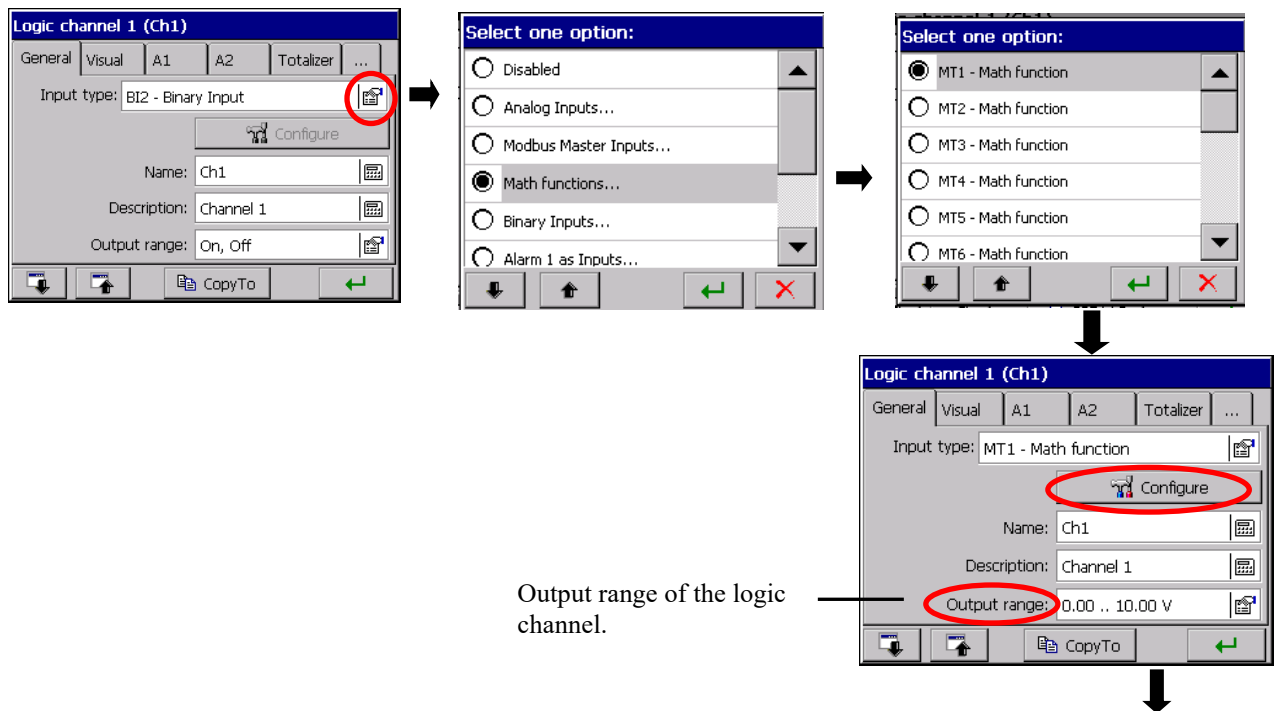 Logic channel 1 (Ch1)
General Visual A1 A2 Totalizer ...
Input type: BI2 - Binary Input
Configure
Name: Ch1
Description: Channel 1
Output range: On, Off
CopyTo
Select one option:
Disabled
Analog Inputs...
Modbus Master Inputs...
Math functions...
Binary Inputs...
Alarm 1 as Inputs...
Select one option:
MT1 - Math function
MT2 - Math function
MT3 - Math function
MT4 - Math function
MT5 - Math function
MT6 - Math function
Logic channel 1 (Ch1)
General Visual A1 A2 Totalizer ...
Input type: MT1 - Math function
Configure
Name: Ch1
Description: Channel 1
Output range: 0.00 .. 10.00 V
CopyTo
Output range of the logic
channel.